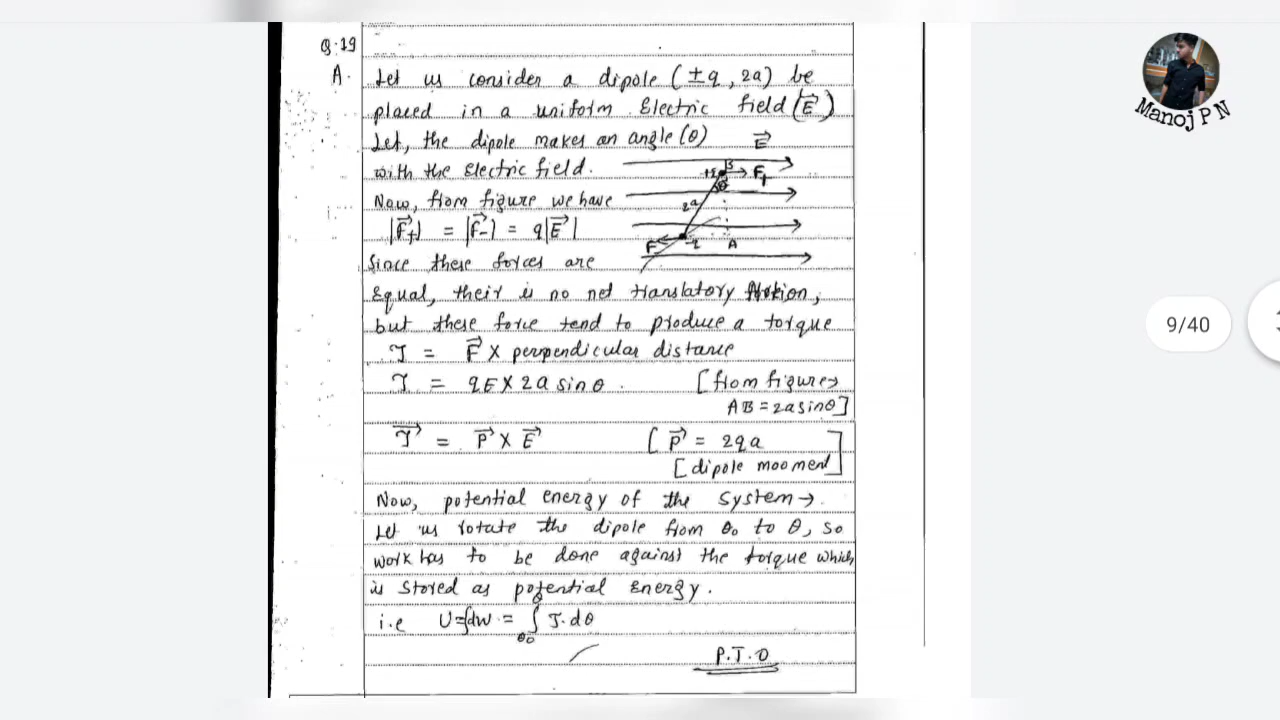 Q:19
A. Let us consider a dipole (±q, 2a) be
placed in a uniform Electric field (E⃗)
Let, the dipole makes an angle (θ)
E⃗
with the electric field.
F₊
Now, from figure we have
2a
|F⃗₊| = |F⃗₋| = q|E⃗|
A
Since these forces are
Equal, their is no net translatory Motion,
but these force tend to produce a torque
τ = F⃗ × perpendicular distance
τ = qE × 2a sinθ. [from figure→
AB = 2a sinθ]
τ⃗ = P⃗ × E⃗ [P⃗ = 2qa
[dipole mooment]
Now, potential energy of the system →.
Let us rotate the dipole from θ₀ to θ, so
work has to be done against the torque which
is stored as potential Energy.
i.e U=∫dw = ∫ τ.dθ
θ₀
P.T.O
Manoj P N
9/40